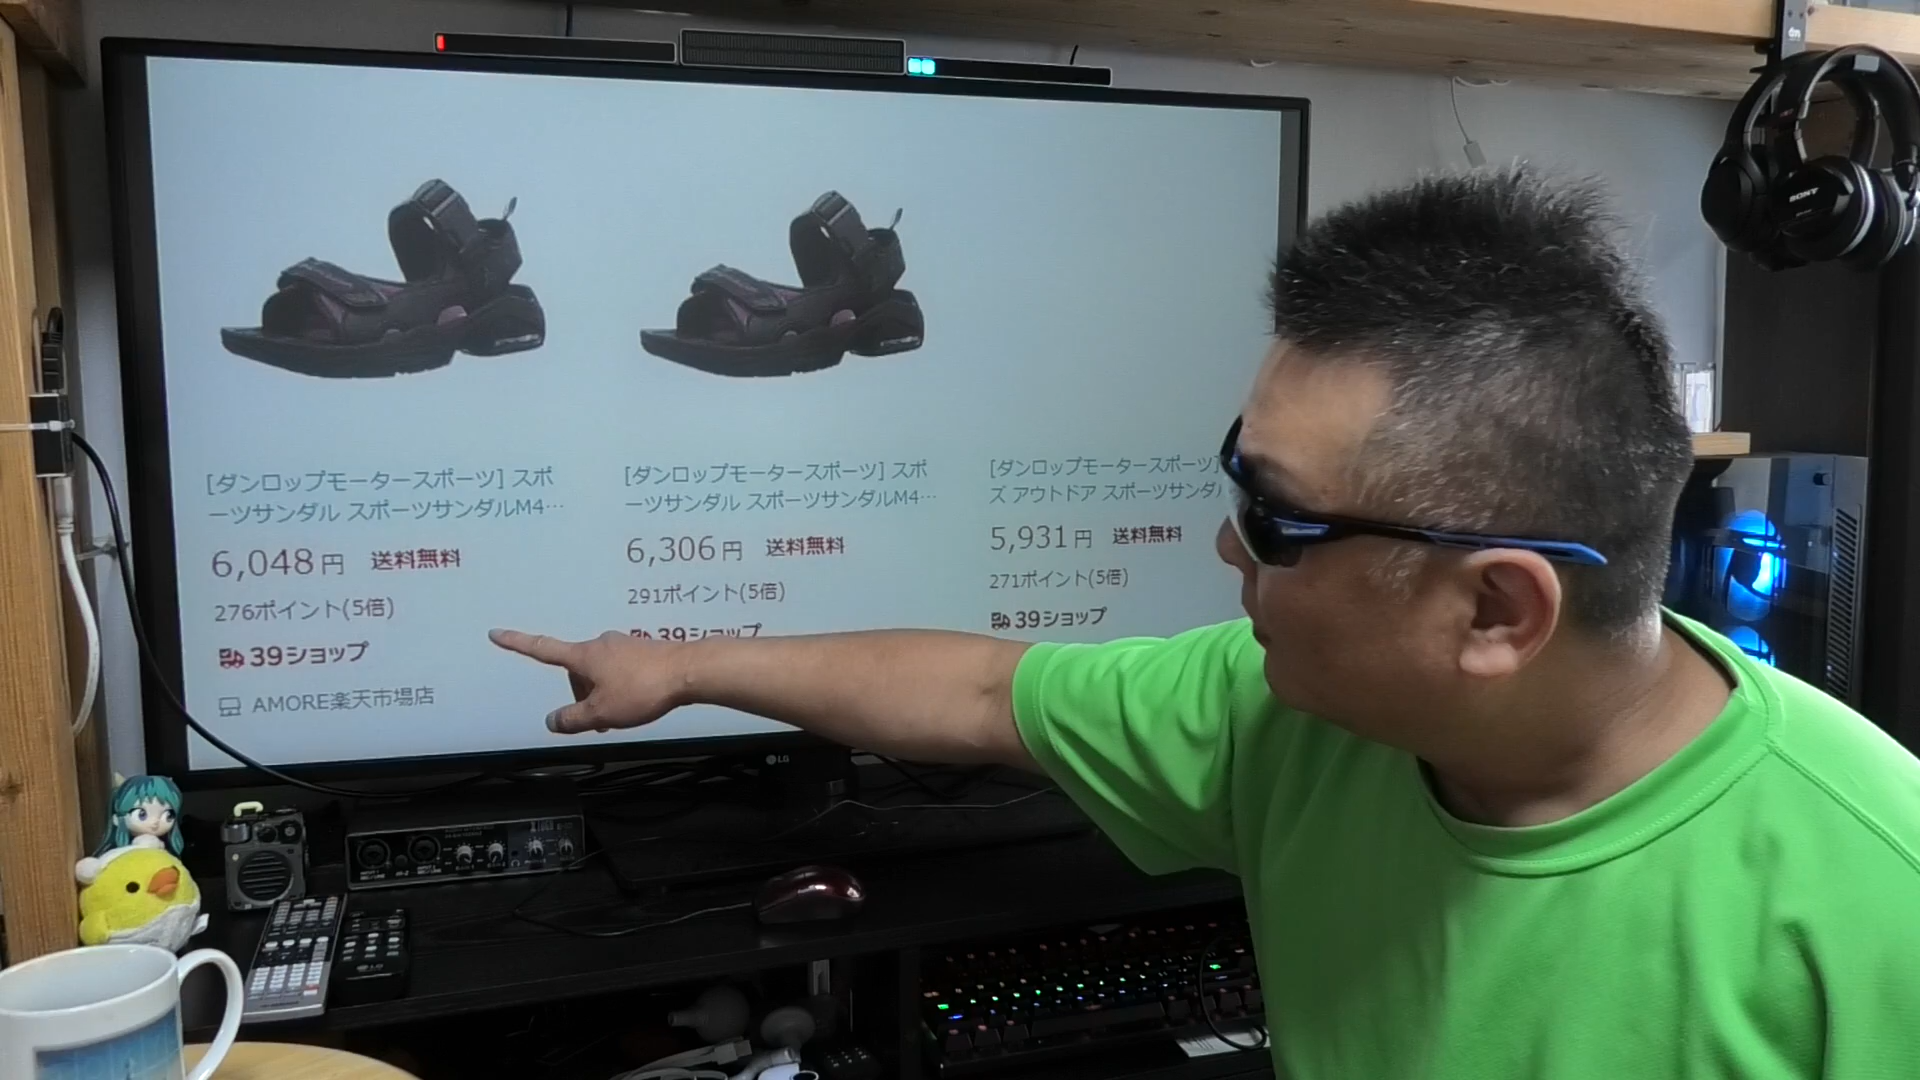 [ダンロップモータースポーツ] スポ
ーツサンダル スポーツサンダルM4…
6,048円 送料無料
276ポイント(5倍)
39ショップ
AMORE楽天市場店
[ダンロップモータースポーツ] スポ
ーツサンダル スポーツサンダルM4…
6,306円 送料無料
291ポイント(5倍)
39ショップ
[ダンロップモータースポーツ]
ズ アウトドア スポーツサンダ
5,931円 送料無料
271ポイント(5倍)
39ショップ
LG
SONY